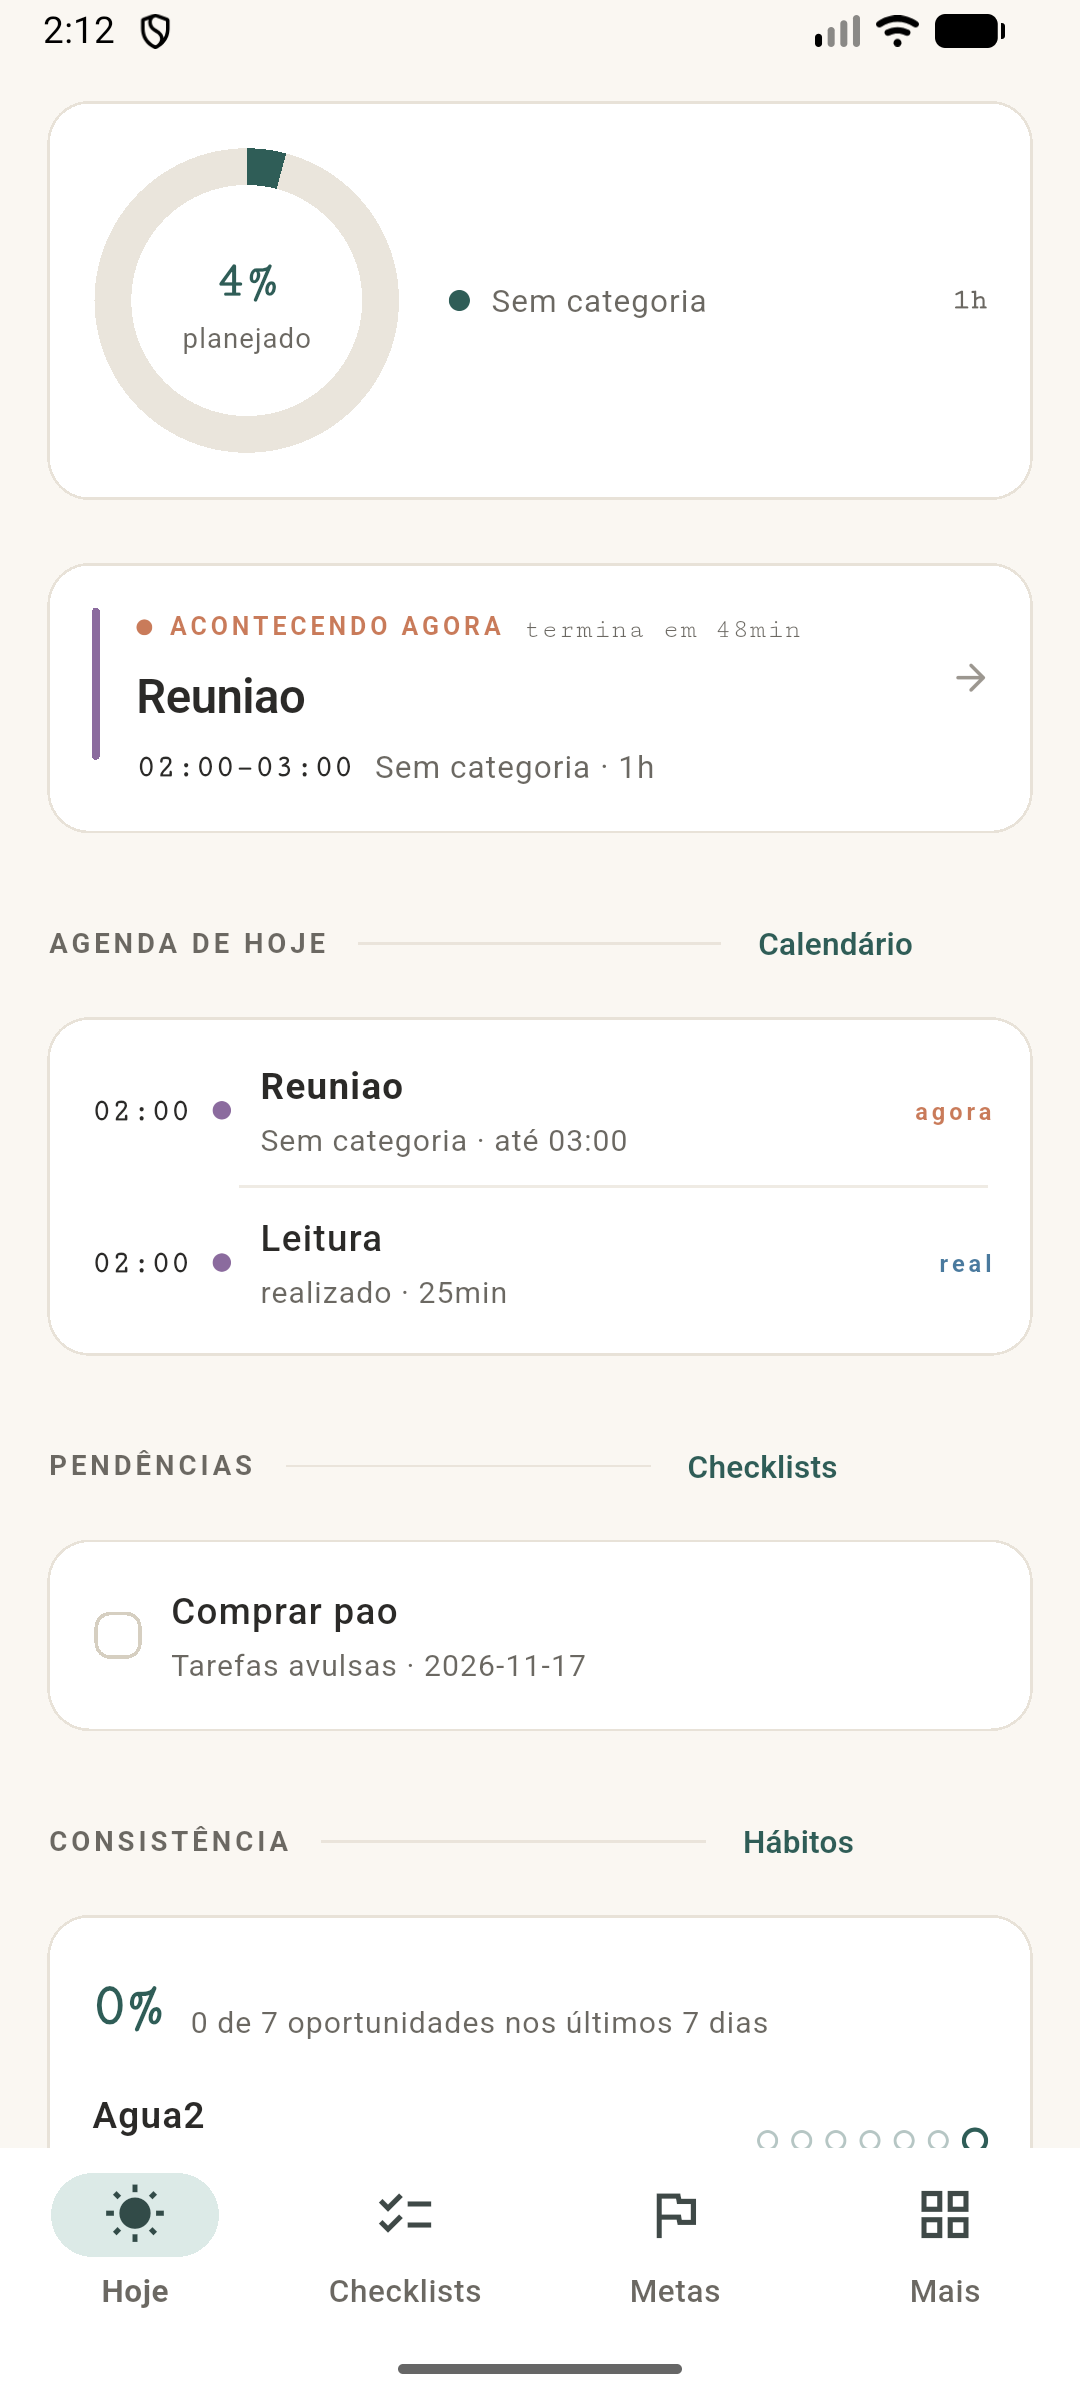 2:12
4%
planejado
Sem categoria 1h
ACONTECENDO AGORA termina em 48min
Reuniao
02:00–03:00 Sem categoria · 1h
AGENDA DE HOJE Calendário
02:00 Reuniao agora
Sem categoria · até 03:00
02:00 Leitura real
realizado · 25min
PENDÊNCIAS Checklists
Comprar pao
Tarefas avulsas · 2026-11-17
CONSISTÊNCIA Hábitos
0% 0 de 7 oportunidades nos últimos 7 dias
Agua2
Hoje Checklists Metas Mais